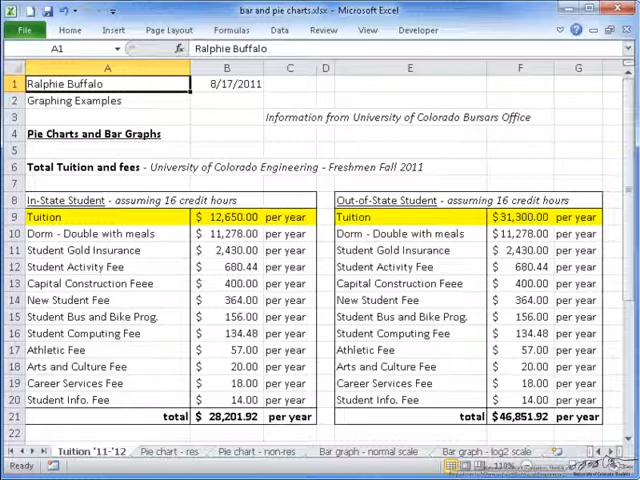 bar and pie charts.xlsx - Microsoft Excel
File Home Insert Page Layout Formulas Data View Developer
A1 fx Ralphie Buffalo
A B C D E F G
1 Ralphie Buffalo 8/17/2011
2 Graphing Examples
3 Information from University of Colorado Bursars Office
4 Pie Charts and Bar Graphs
5
6 Total Tuition and fees - University of Colorado Engineering - Freshmen Fall 2011
7
8 In-State Student - assuming 16 credit hours Out-of-State Student - assuming 16 credit hours
9 Tuition $ 12,650.00 per year Tuition $31,300.00 per year
10 Dorm - Double with meals $ 11,278.00 per year Dorm - Double with meals $11,278.00 per year
11 Student Gold Insurance $ 2,430.00 per year Student Gold Insurance $ 2,430.00 per year
12 Student Activity Fee $ 680.44 per year Student Activity Fee $ 680.44 per year
13 Capital Construction Feee $ 400.00 per year Capital Construction Feee $ 400.00 per year
14 New Student Fee $ 364.00 per year New Student Fee $ 364.00 per year
15 Student Bus and Bike Prog. $ 156.00 per year Student Bus and Bike Prog. $ 156.00 per year
16 Student Computing Fee $ 134.48 per year Student Computing Fee $ 134.48 per year
17 Athletic Fee $ 57.00 per year Athletic Fee $ 57.00 per year
18 Arts and Culture Fee $ 20.00 per year Arts and Culture Fee $ 20.00 per year
19 Career Services Fee $ 18.00 per year Career Services Fee $ 18.00 per year
20 Student Info. Fee $ 14.00 per year Student Info. Fee $ 14.00 per year
21 total $ 28,201.92 per year total $46,851.92 per year
22
Tuition '11-'12 Pie chart - res Pie chart - non-res Bar graph - normal scale Bar graph - log2 scale
Ready 110%